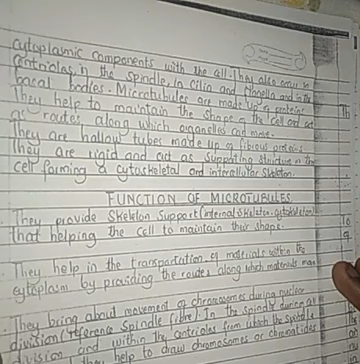 cytoplasmic components with the cell. They also occur in
Centrioles, in the Spindle, in Cilia and flagella and in the
basal bodies. Microtubules are made up of protein
They help to maintain the shape of the cell and act
as routes along which organelles can move.
They are hallow tubes made up of fibrous proteins
They are rigid and act as supporting structure in the
cell forming a cytoskeletal and intercellular Skeleton.
FUNCTION OF MICROTUBULES
They provide Skeleton Support (internal skeleton-cytoskeleton)
that helping the cell to maintain their shape.
They help in the transportation of materials within the
cytoplasm by providing the routes along which materials move
They bring about movement of chromosomes during nuclear
division (reference Spindle fibre). In the spindle during
division and within the centrioles from which the spindle
they help to draw chromosomes or chromatides